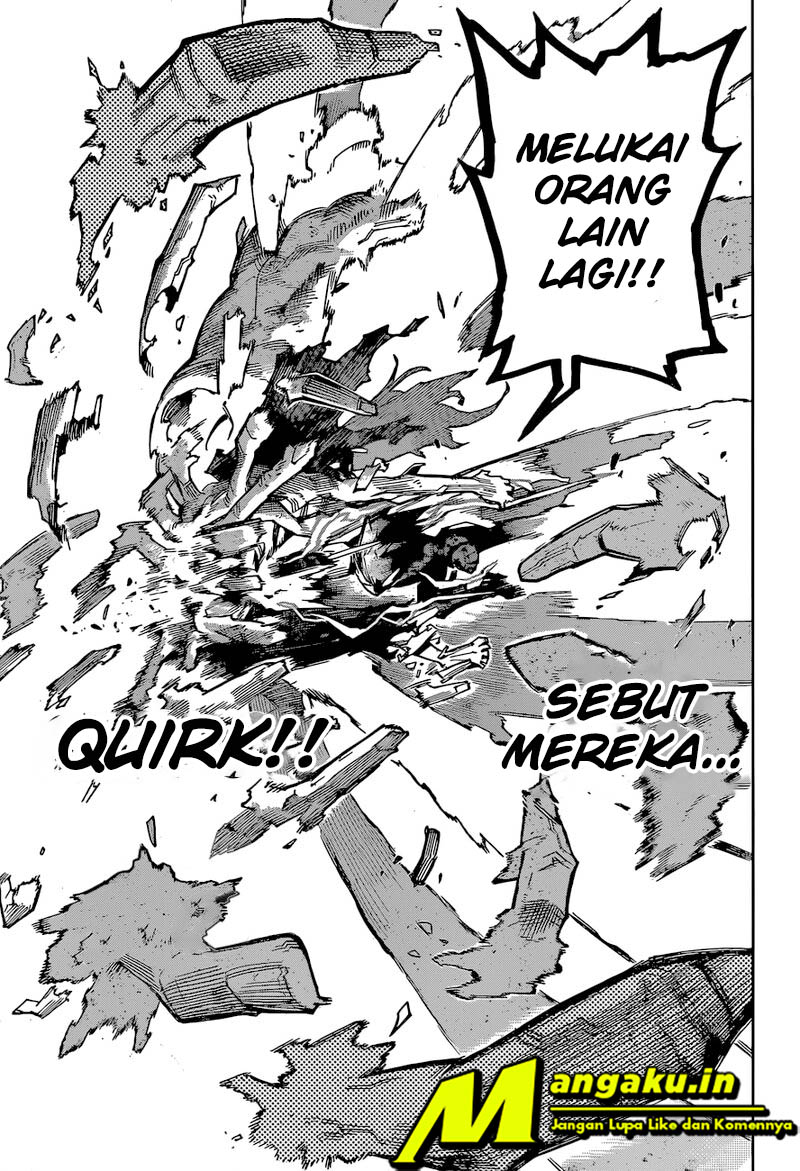 MELUKAI
ORANG
LAIN
LAGI!!
SEBUT
MEREKA...
QUIRK!!
Mangaku.in
Jangan Lupa Like dan Komennya